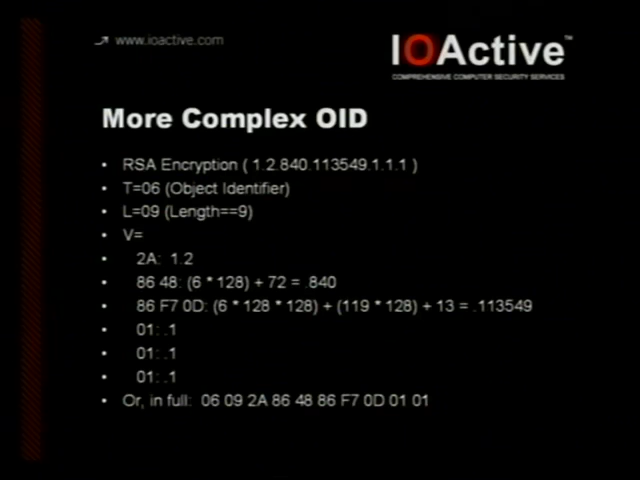 www.ioactive.com
IOActive™
COMPREHENSIVE COMPUTER SECURITY SERVICES
More Complex OID
• RSA Encryption ( 1.2.840.113549.1.1.1 )
• T=06 (Object Identifier)
• L=09 (Length==9)
• V=
• 2A: 1.2
• 86 48: (6 * 128) + 72 = .840
• 86 F7 0D: (6 * 128 * 128) + (119 * 128) + 13 = .113549
• 01: .1
• 01: .1
• 01: .1
• Or, in full: 06 09 2A 86 48 86 F7 0D 01 01